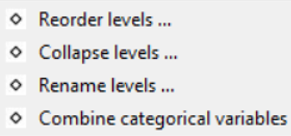 Reorder levels ...
Collapse levels ...
Rename levels ...
Combine categorical variables